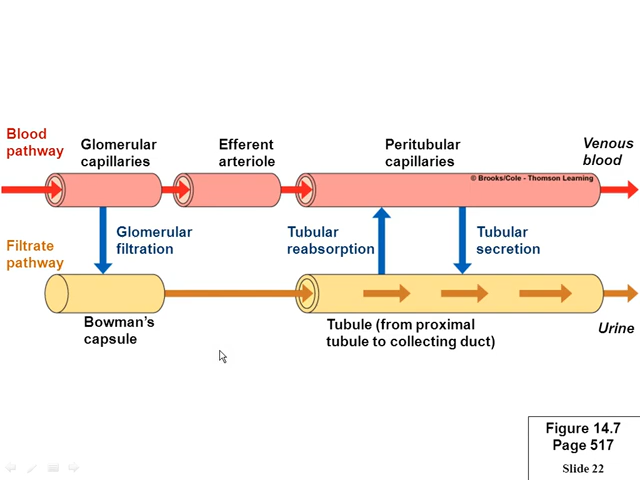 Blood
pathway
Glomerular
capillaries
Efferent
arteriole
Peritubular
capillaries
Venous
blood
© Brooks/Cole - Thomson Learning
Filtrate
pathway
Glomerular
filtration
Tubular
reabsorption
Tubular
secretion
Bowman's
capsule
Tubule (from proximal
tubule to collecting duct)
Urine
Figure 14.7
Page 517
Slide 22